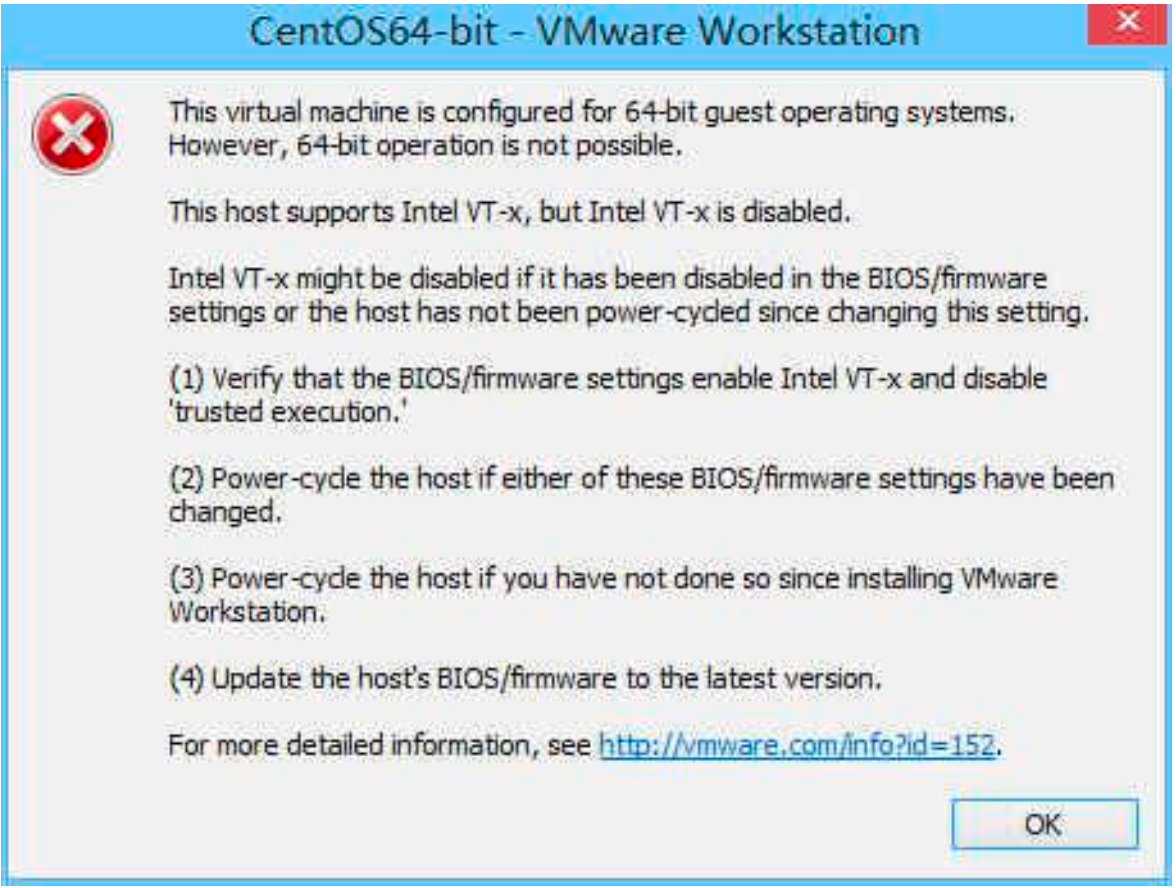 CentOS64-bit - VMware Workstation
This virtual machine is configured for 64-bit guest operating systems.
However, 64-bit operation is not possible.
This host supports Intel VT-x, but Intel VT-x is disabled.
Intel VT-x might be disabled if it has been disabled in the BIOS/firmware
settings or the host has not been power-cycled since changing this setting.
(1) Verify that the BIOS/firmware settings enable Intel VT-x and disable
'trusted execution.'
(2) Power-cycle the host if either of these BIOS/firmware settings have been
changed.
(3) Power-cycle the host if you have not done so since installing VMware
Workstation.
(4) Update the host's BIOS/firmware to the latest version.
For more detailed information, see http://vmware.com/info?id=152.
OK